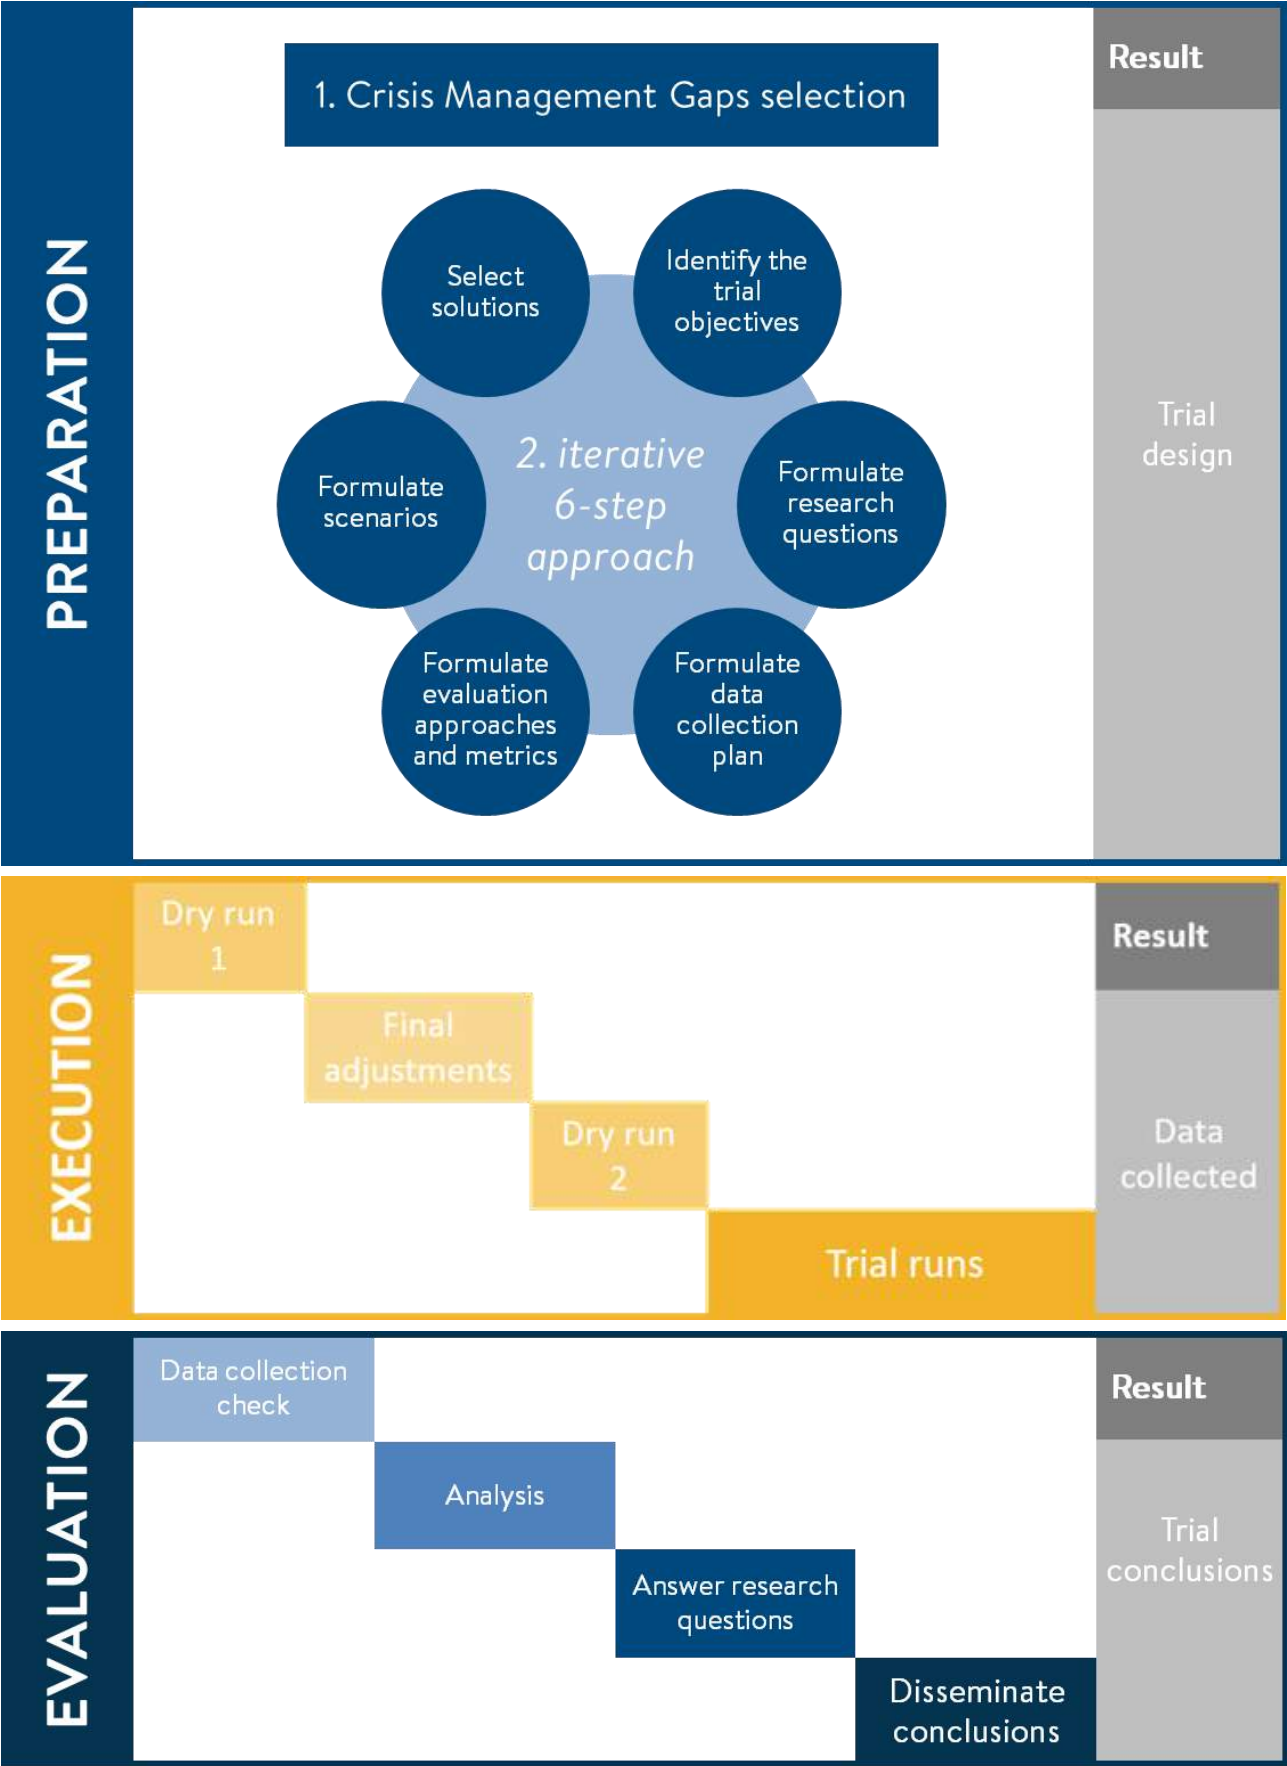 PREPARATION
1. Crisis Management Gaps selection
Select
solutions
Identify the
trial
objectives
Formulate
scenarios
2. iterative
6-step
approach
Formulate
research
questions
Formulate
evaluation
approaches
and metrics
Formulate
data
collection
plan
Result
Trial
design
EXECUTION
Dry run
1
Final
adjustments
Dry run
2
Trial runs
Result
Data
collected
EVALUATION
Data collection
check
Analysis
Answer research
questions
Disseminate
conclusions
Result
Trial
conclusions